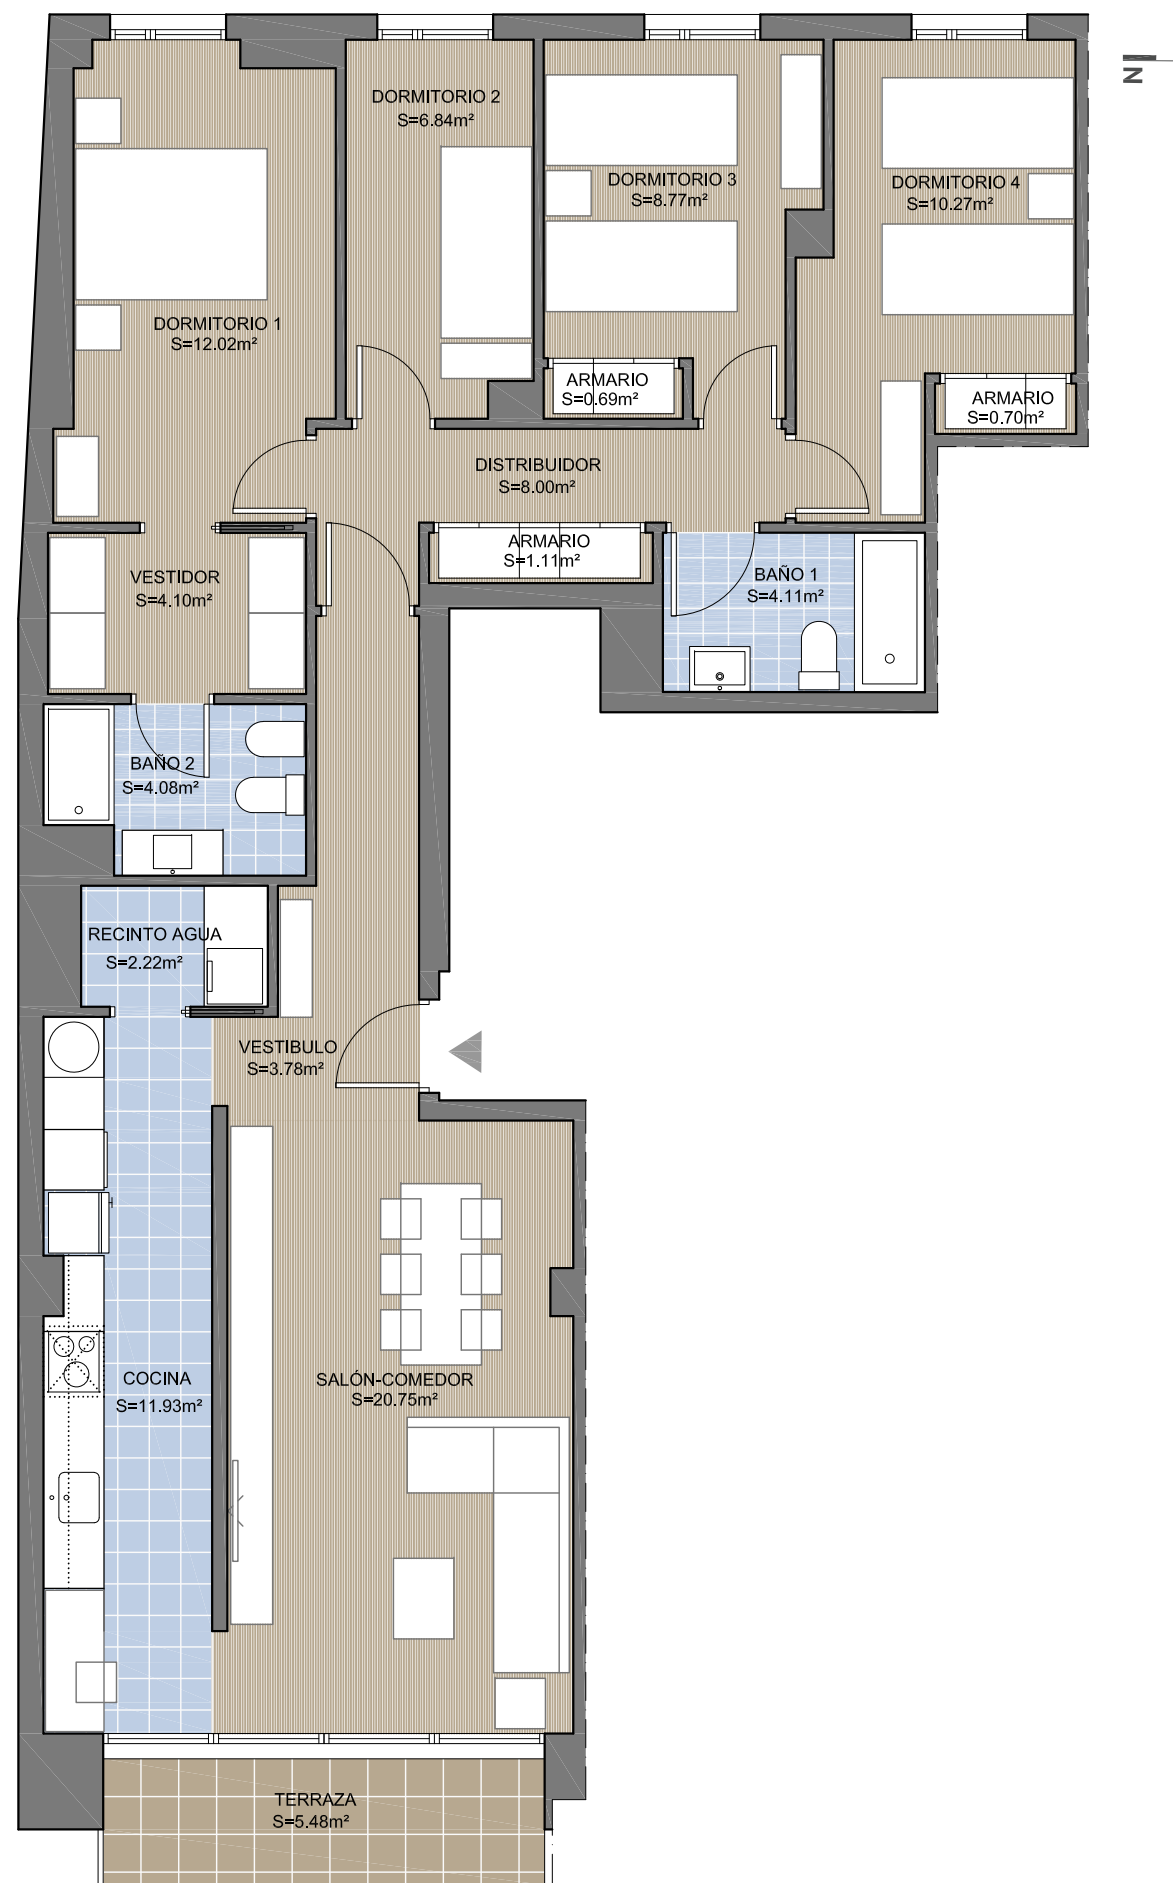 N
DORMITORIO 2
S=6.84m²
DORMITORIO 3
S=8.77m²
DORMITORIO 4
S=10.27m²
DORMITORIO 1
S=12.02m²
ARMARIO
S=0.69m²
ARMARIO
S=0.70m²
DISTRIBUIDOR
S=8.00m²
ARMARIO
S=1.11m²
BAÑO 1
S=4.11m²
VESTIDOR
S=4.10m²
BAÑO 2
S=4.08m²
RECINTO AGUA
S=2.22m²
VESTIBULO
S=3.78m²
COCINA
S=11.93m²
SALÓN-COMEDOR
S=20.75m²
TERRAZA
S=5.48m²